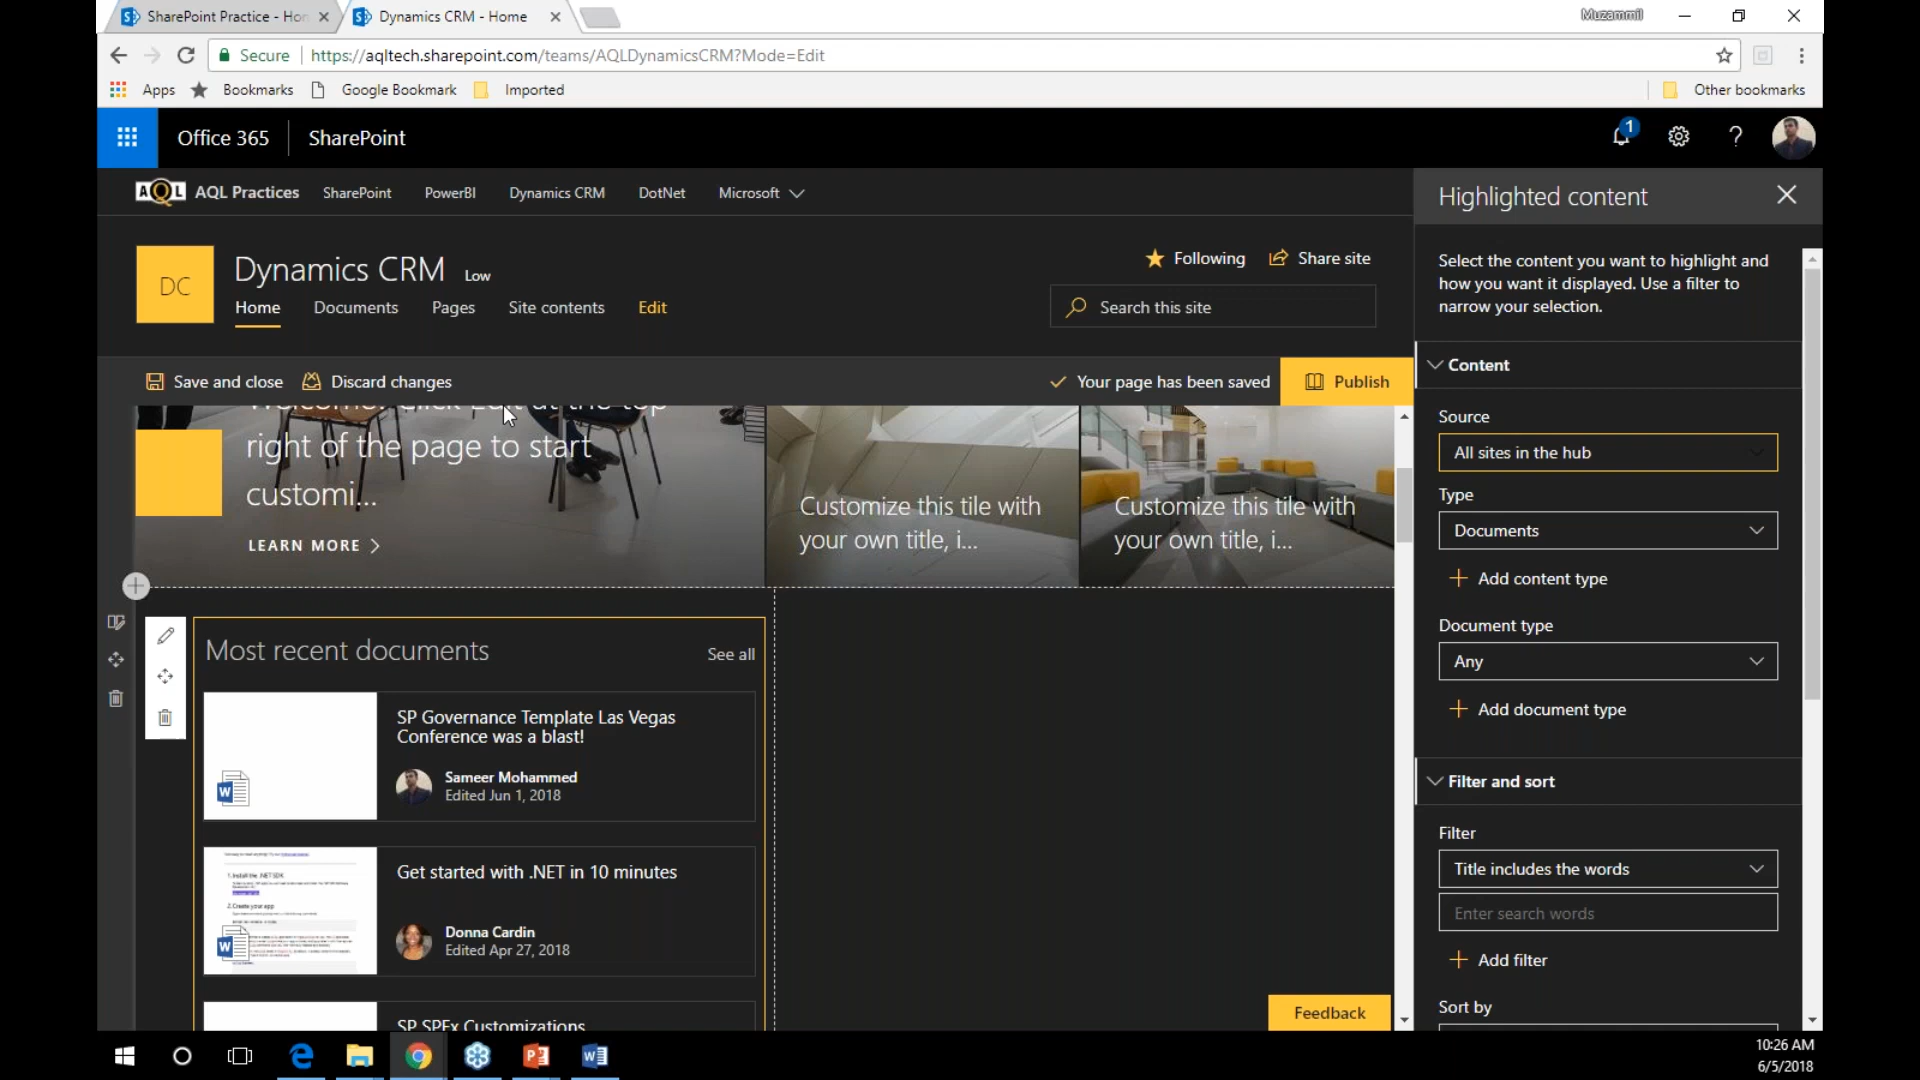 SharePoint Practice - Hor
Dynamics CRM - Home
Muzammil
Secure
https://aqltech.sharepoint.com/teams/AQLDynamicsCRM?Mode=Edit
Apps
Bookmarks
Google Bookmark
Imported
Other bookmarks
Office 365
SharePoint
1
AQL
AQL Practices
SharePoint
PowerBI
Dynamics CRM
DotNet
Microsoft
Highlighted content
Select the content you want to highlight and
how you want it displayed. Use a filter to
narrow your selection.
DC
Dynamics CRM
Low
Following
Share site
Home
Documents
Pages
Site contents
Edit
Search this site
Save and close
Discard changes
Your page has been saved
Publish
Welcome! Click Edit at the top
right of the page to start
customi...
LEARN MORE
Customize this tile with
your own title, i...
Customize this tile with
your own title, i...
Most recent documents
See all
SP Governance Template Las Vegas
Conference was a blast!
Sameer Mohammed
Edited Jun 1, 2018
Get started with .NET in 10 minutes
Donna Cardin
Edited Apr 27, 2018
SP SPFx Customizations
Content
Source
All sites in the hub
Type
Documents
Add content type
Document type
Any
Add document type
Filter and sort
Filter
Title includes the words
Enter search words
Add filter
Sort by
Feedback
10:26 AM
6/5/2018